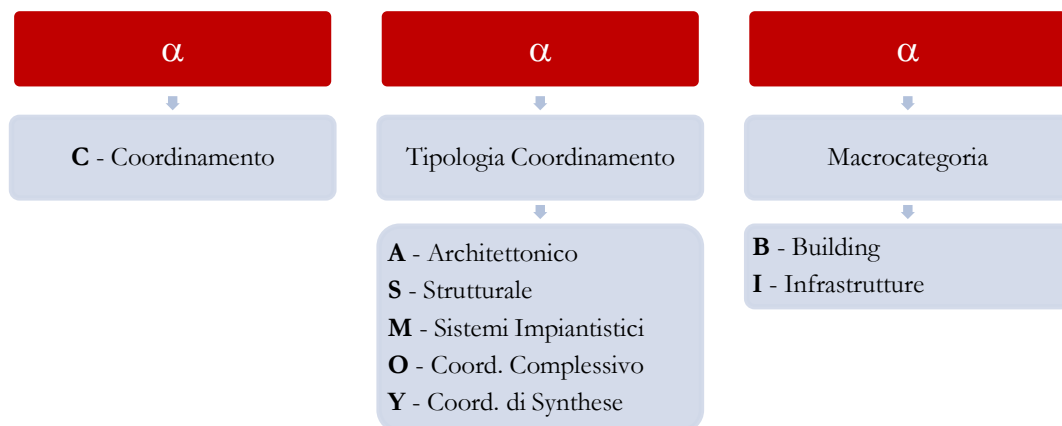 α
C - Coordinamento
α
Tipologia Coordinamento
A - Architettonico
S - Strutturale
M - Sistemi Impiantistici
O - Coord. Complessivo
Y - Coord. di Synthese
α
Macrocategoria
B - Building
I - Infrastrutture